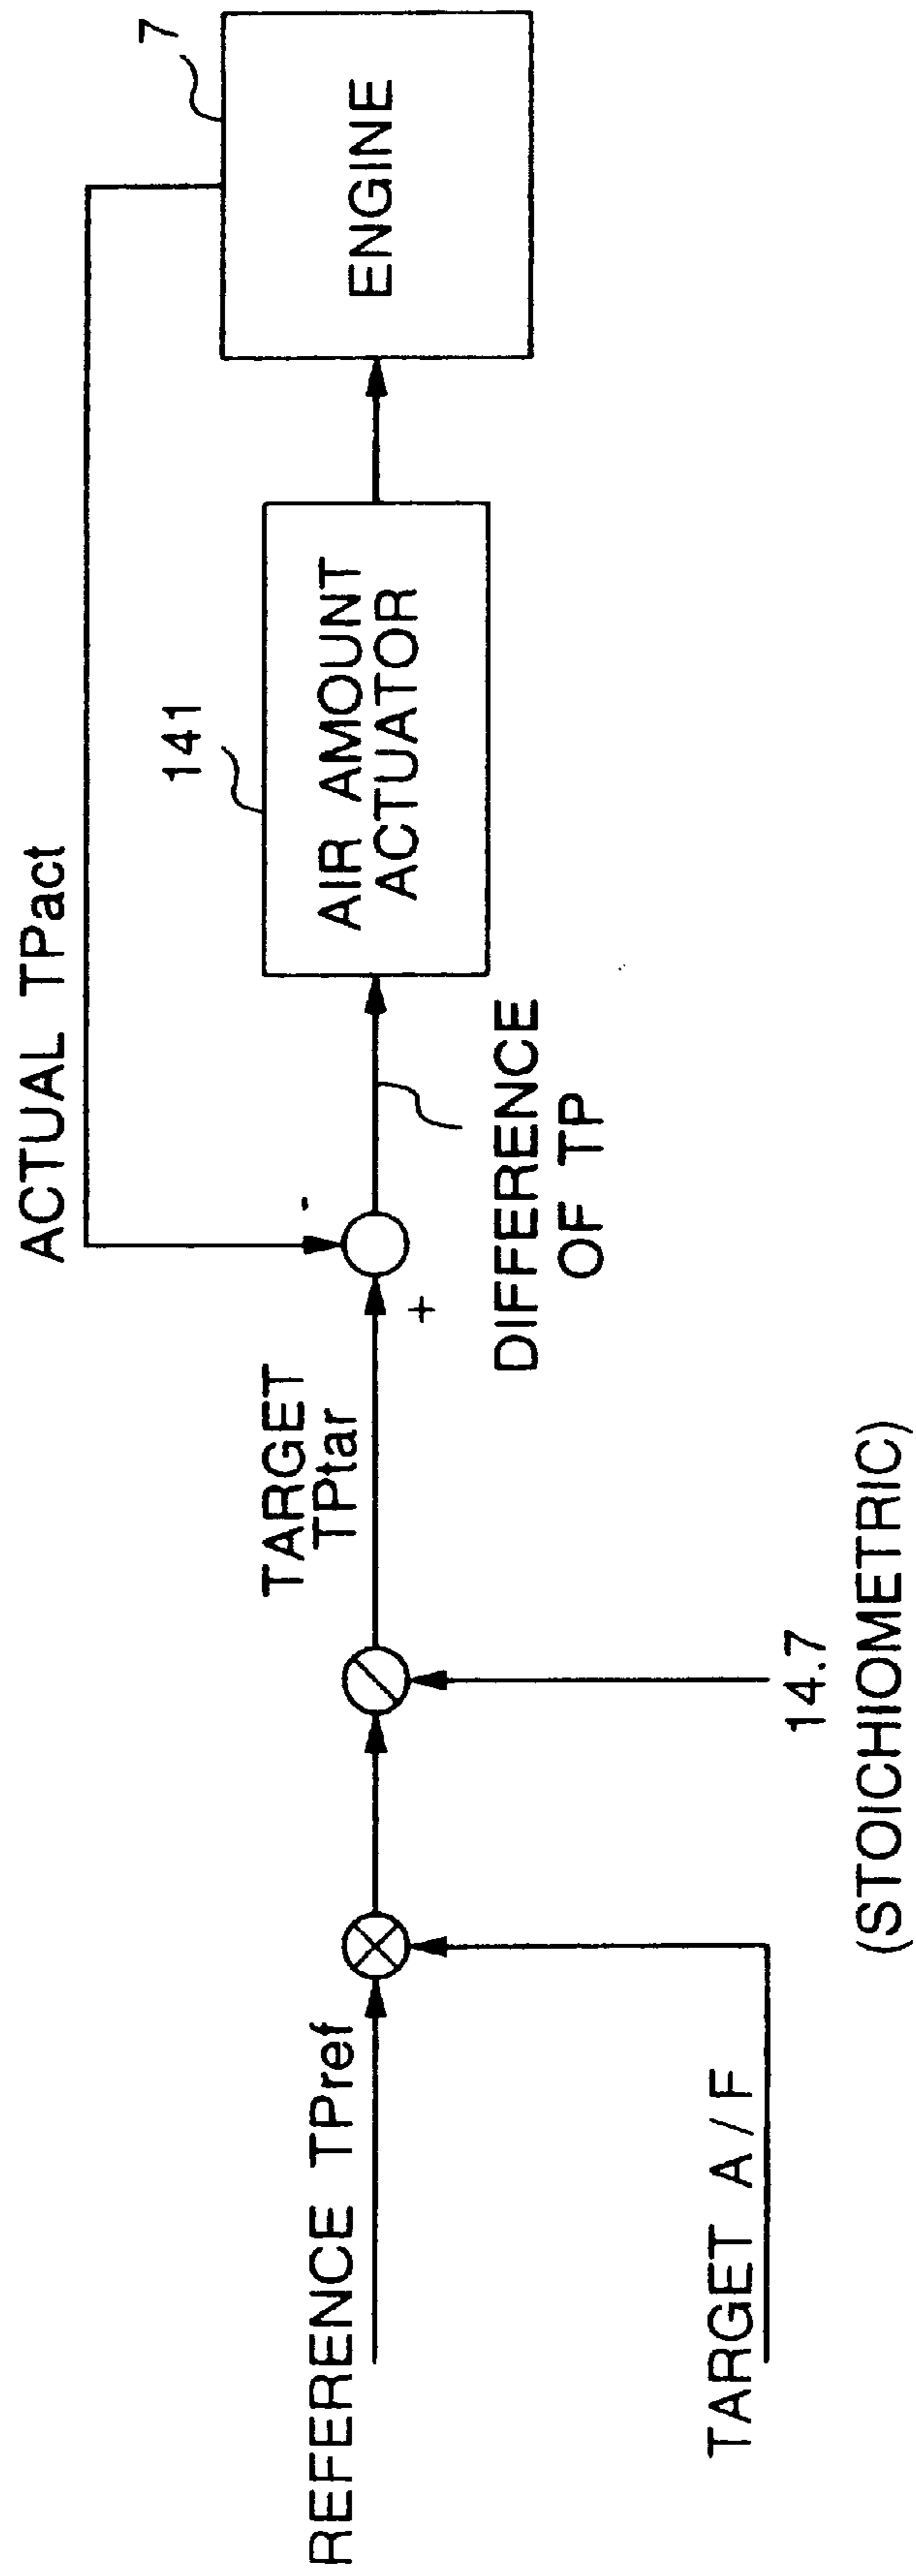 ACTUAL TPact
7
141
ENGINE
AIR AMOUNT
ACTUATOR
-
+
DIFFERENCE
OF TP
TARGET
TPtar
REFERENCE TPref
TARGET A/F
14.7
(STOICHIOMETRIC)